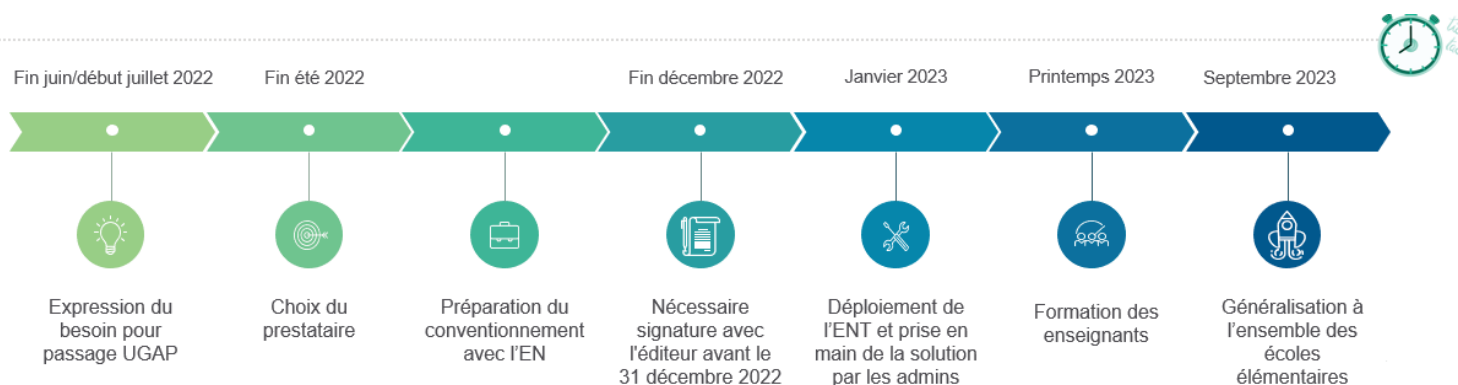 Fin juin/début juillet 2022
Fin été 2022
Fin décembre 2022
Janvier 2023
Printemps 2023
Septembre 2023
Expression du
besoin pour
passage UGAP
Choix du
prestataire
Préparation du
conventionnement
avec l’EN
Nécessaire
signature avec
l'éditeur avant le
31 décembre 2022
Déploiement de
l’ENT et prise en
main de la solution
par les admins
Formation des
enseignants
Généralisation à
l’ensemble des
écoles
élémentaires